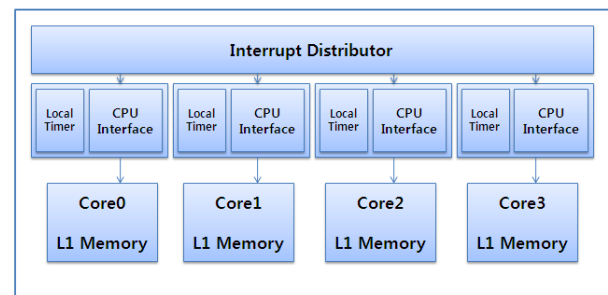 Interrupt Distributor
Local
Timer
CPU
Interface
Local
Timer
CPU
Interface
Local
Timer
CPU
Interface
Local
Timer
CPU
Interface
Core0
L1 Memory
Core1
L1 Memory
Core2
L1 Memory
Core3
L1 Memory